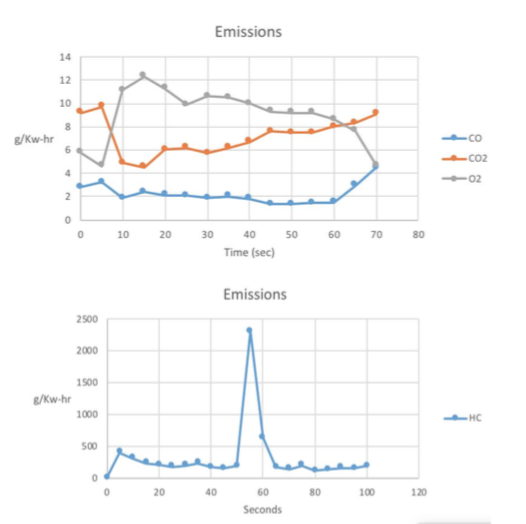 Emissions
14
12
10
8
6
4
2
0
g/Kw-hr
0 10 20 30 40 50 60 70 80
Time (sec)
CO
CO2
O2
Emissions
2500
2000
1500
1000
500
0
g/Kw-hr
0 20 40 60 80 100 120
Seconds
HC